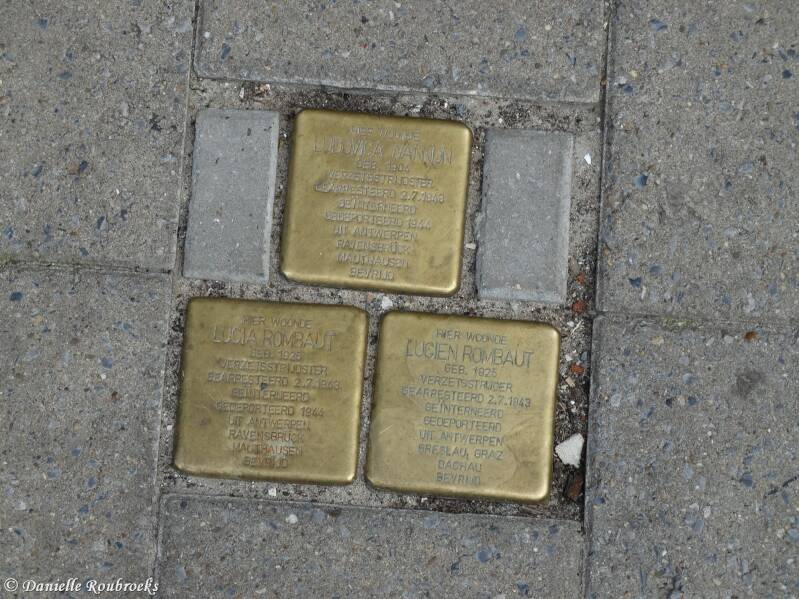 HIER WOONDE
LUDOVICA
GEB.
VERZETSSTRIJDSTER
GEARRESTEERD 2.7.1943
GEÏNTERNEERD
GEDEPORTEERD 1944
UIT ANTWERPEN
RAVENSBRÜCK
MAUTHAUSEN
BEVRIJD
HIER WOONDE
LUCIA ROMBAUT
GEB. 1925
VERZETSSTRIJDSTER
GEARRESTEERD 2.7.1943
GEÏNTERNEERD
GEDEPORTEERD 1944
UIT ANTWERPEN
RAVENSBRÜCK
MAUTHAUSEN
BEVRIJD
HIER WOONDE
LUCIEN ROMBAUT
GEB. 1925
VERZETSSTRIJDER
GEARRESTEERD 2.7.1943
GEÏNTERNEERD
GEDEPORTEERD
UIT ANTWERPEN
BRESLAU, GRAZ
DACHAU
BEVRIJD
© Danielle Roubroeks